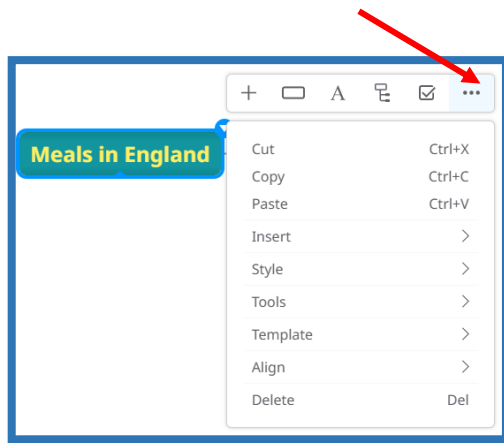 A
Meals in England
Cut Ctrl+X
Copy Ctrl+C
Paste Ctrl+V
Insert
Style
Tools
Template
Align
Delete Del